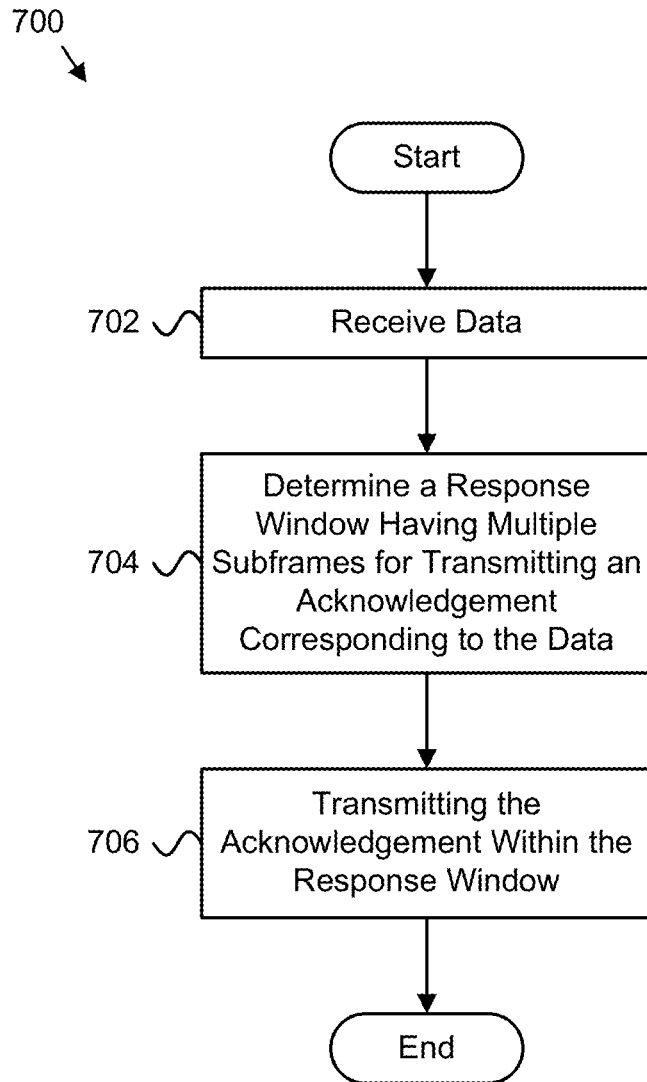 700
Start
702
Receive Data
704
Determine a Response
Window Having Multiple
Subframes for Transmitting an
Acknowledgement
Corresponding to the Data
706
Transmitting the
Acknowledgement Within the
Response Window
End